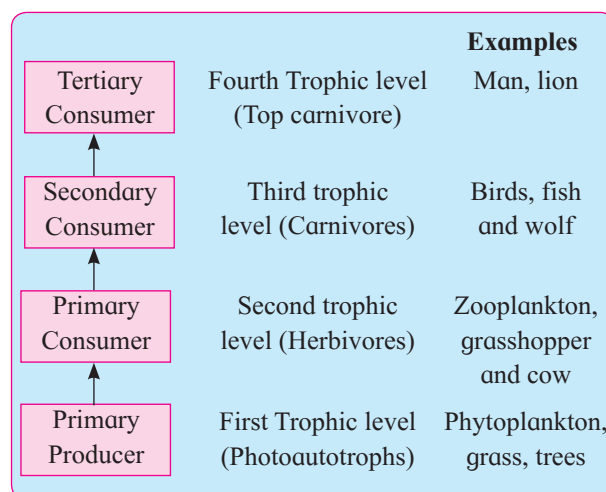 Examples
Tertiary Fourth Trophic level Man, lion
Consumer (Top carnivore)
Secondary Third trophic Birds, fish
Consumer level (Carnivores) and wolf
Primary Second trophic Zooplankton,
Consumer level (Herbivores) grasshopper
and cow
Primary First Trophic level Phytoplankton,
Producer (Photoautotrophs) grass, trees